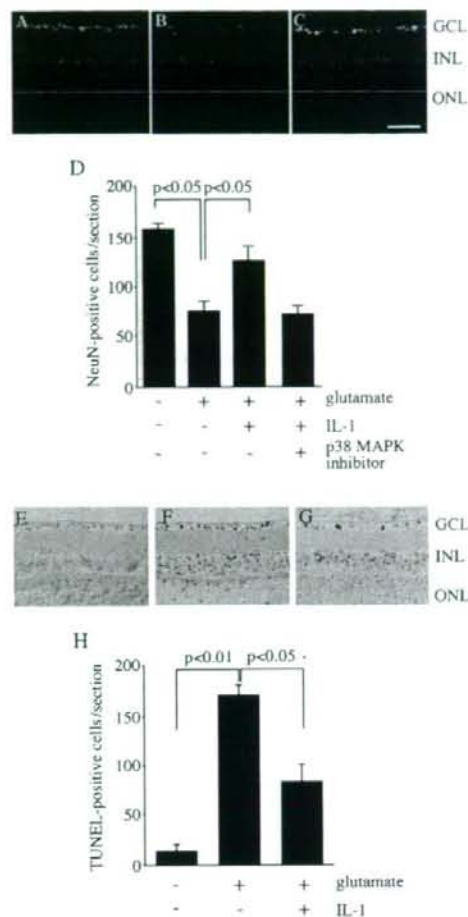 A B C GCL
INL
ONL
D
200
p<0.05 p<0.05
150
100
50
0
NeuN-positive cells/section
- + + + glutamate
- - + + IL-1
- - - + p38 MAPK
inhibitor
E F G GCL
INL
ONL
H
200
p<0.01 p<0.05
150
100
50
0
TUNEL-positive cells/section
- + + glutamate
- - + IL-1